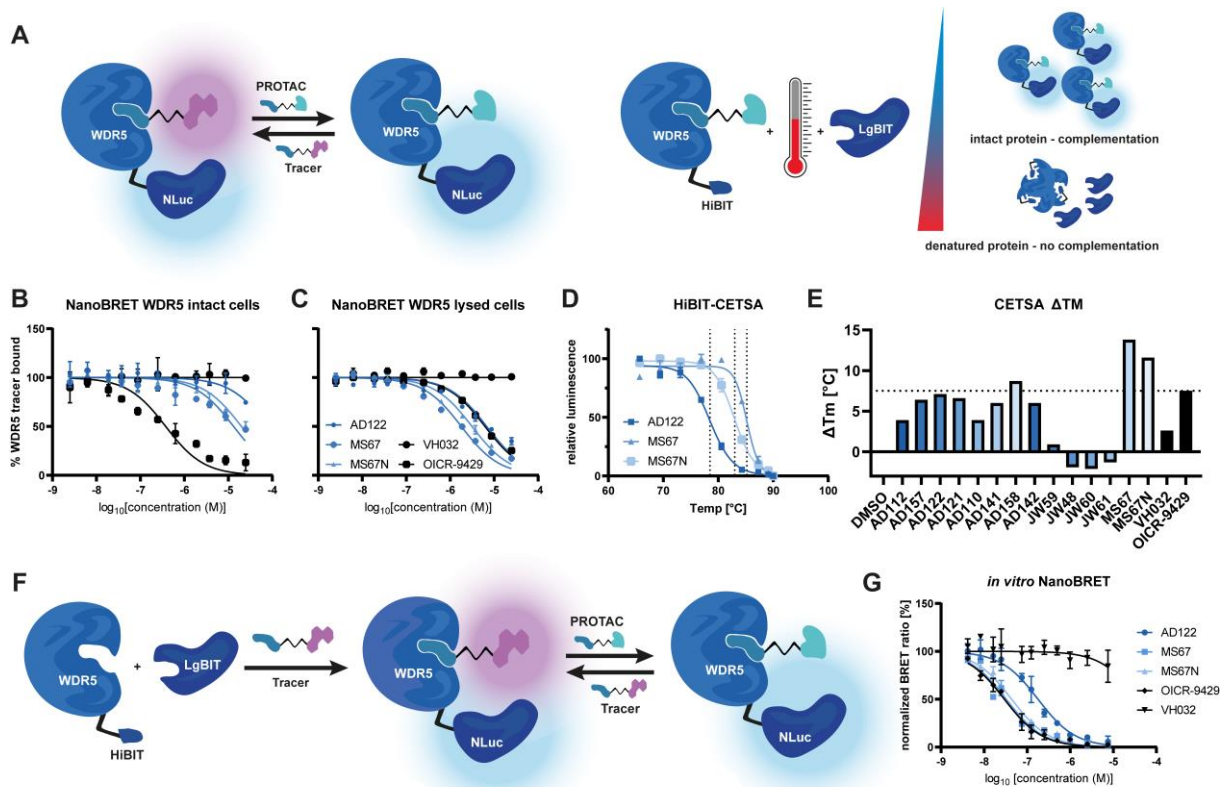 A
WDR5
NLuc
PROTAC
Tracer
WDR5
NLuc
WDR5
HiBIT
+
+
LgBIT
intact protein - complementation
denatured protein - no complementation
B
NanoBRET WDR5 intact cells
% WDR5 tracer bound
150
100
50
0
-9
-8
-7
-6
-5
-4
log10[concentration (M)]
C
NanoBRET WDR5 lysed cells
AD122
MS67
MS67N
VH032
OICR-9429
-9
-8
-7
-6
-5
-4
log10[concentration (M)]
D
HiBIT-CETSA
relative luminescence
100
50
0
AD122
MS67
MS67N
60
70
80
90
100
Temp [°C]
E
CETSA ΔTM
ΔTm [°C]
15
10
5
0
DMSO
AD112
AD157
AD122
AD121
AD110
AD141
AD158
AD142
JW59
JW48
JW60
JW61
MS67
MS67N
VH032
OICR-9429
F
WDR5
HiBIT
+
LgBIT
Tracer
WDR5
NLuc
PROTAC
Tracer
WDR5
NLuc
G
in vitro NanoBRET
normalized BRET ratio [%]
150
100
50
0
AD122
MS67
MS67N
OICR-9429
VH032
-9
-8
-7
-6
-5
-4
log10 [concentration (M)]